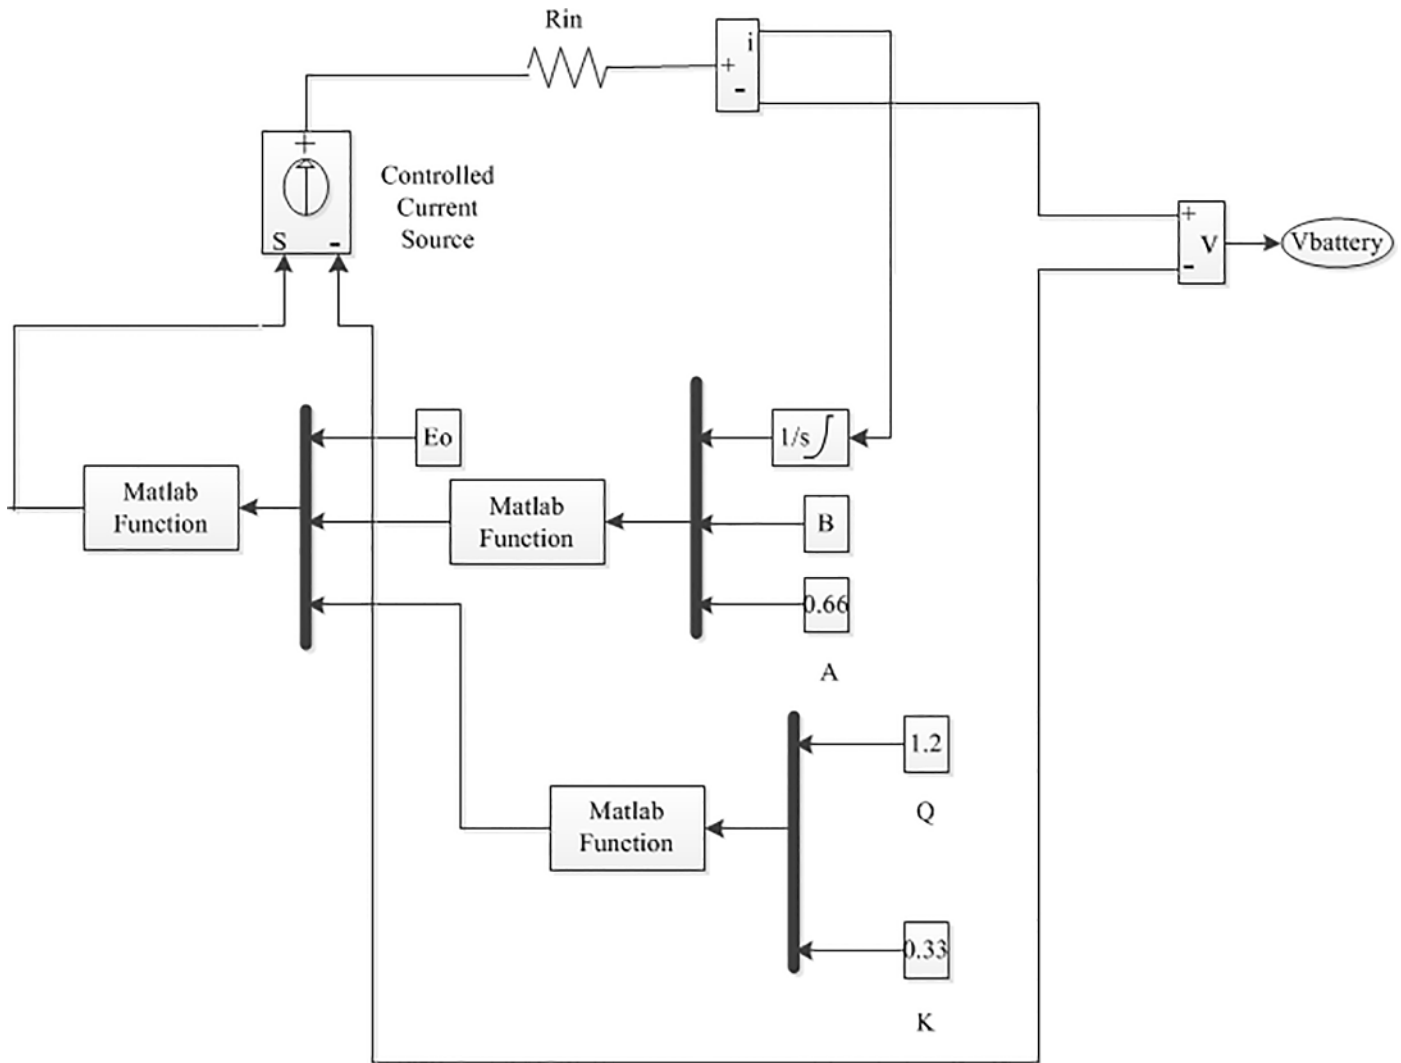 Rin
i
+
-
+
Controlled
Current
Source
S -
+
V
-
Vbattery
Eo
1/s
Matlab
Function
Matlab
Function
B
0.66
A
1.2
Q
Matlab
Function
0.33
K